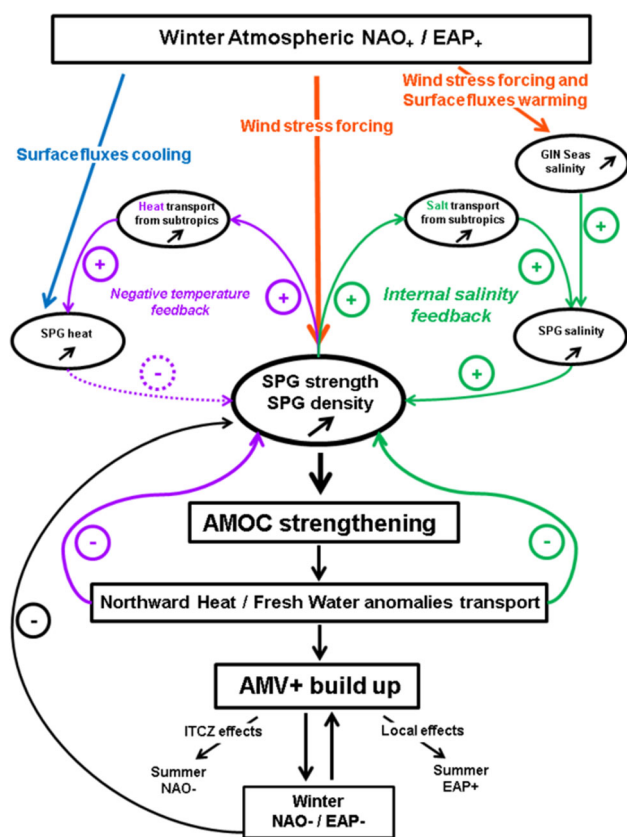 Winter Atmospheric NAO+ / EAP+
Wind stress forcing and
Surface fluxes warming
Wind stress forcing
Surface fluxes cooling
GIN Seas
salinity
Heat transport
from subtropics
Salt transport
from subtropics
+
+
+
+
+
Negative temperature
feedback
Internal salinity
feedback
SPG heat
SPG salinity
-
+
SPG strength
SPG density
AMOC strengthening
-
-
Northward Heat / Fresh Water anomalies transport
-
AMV+ build up
ITCZ effects
Local effects
Summer
NAO-
Summer
EAP+
Winter
NAO- / EAP-